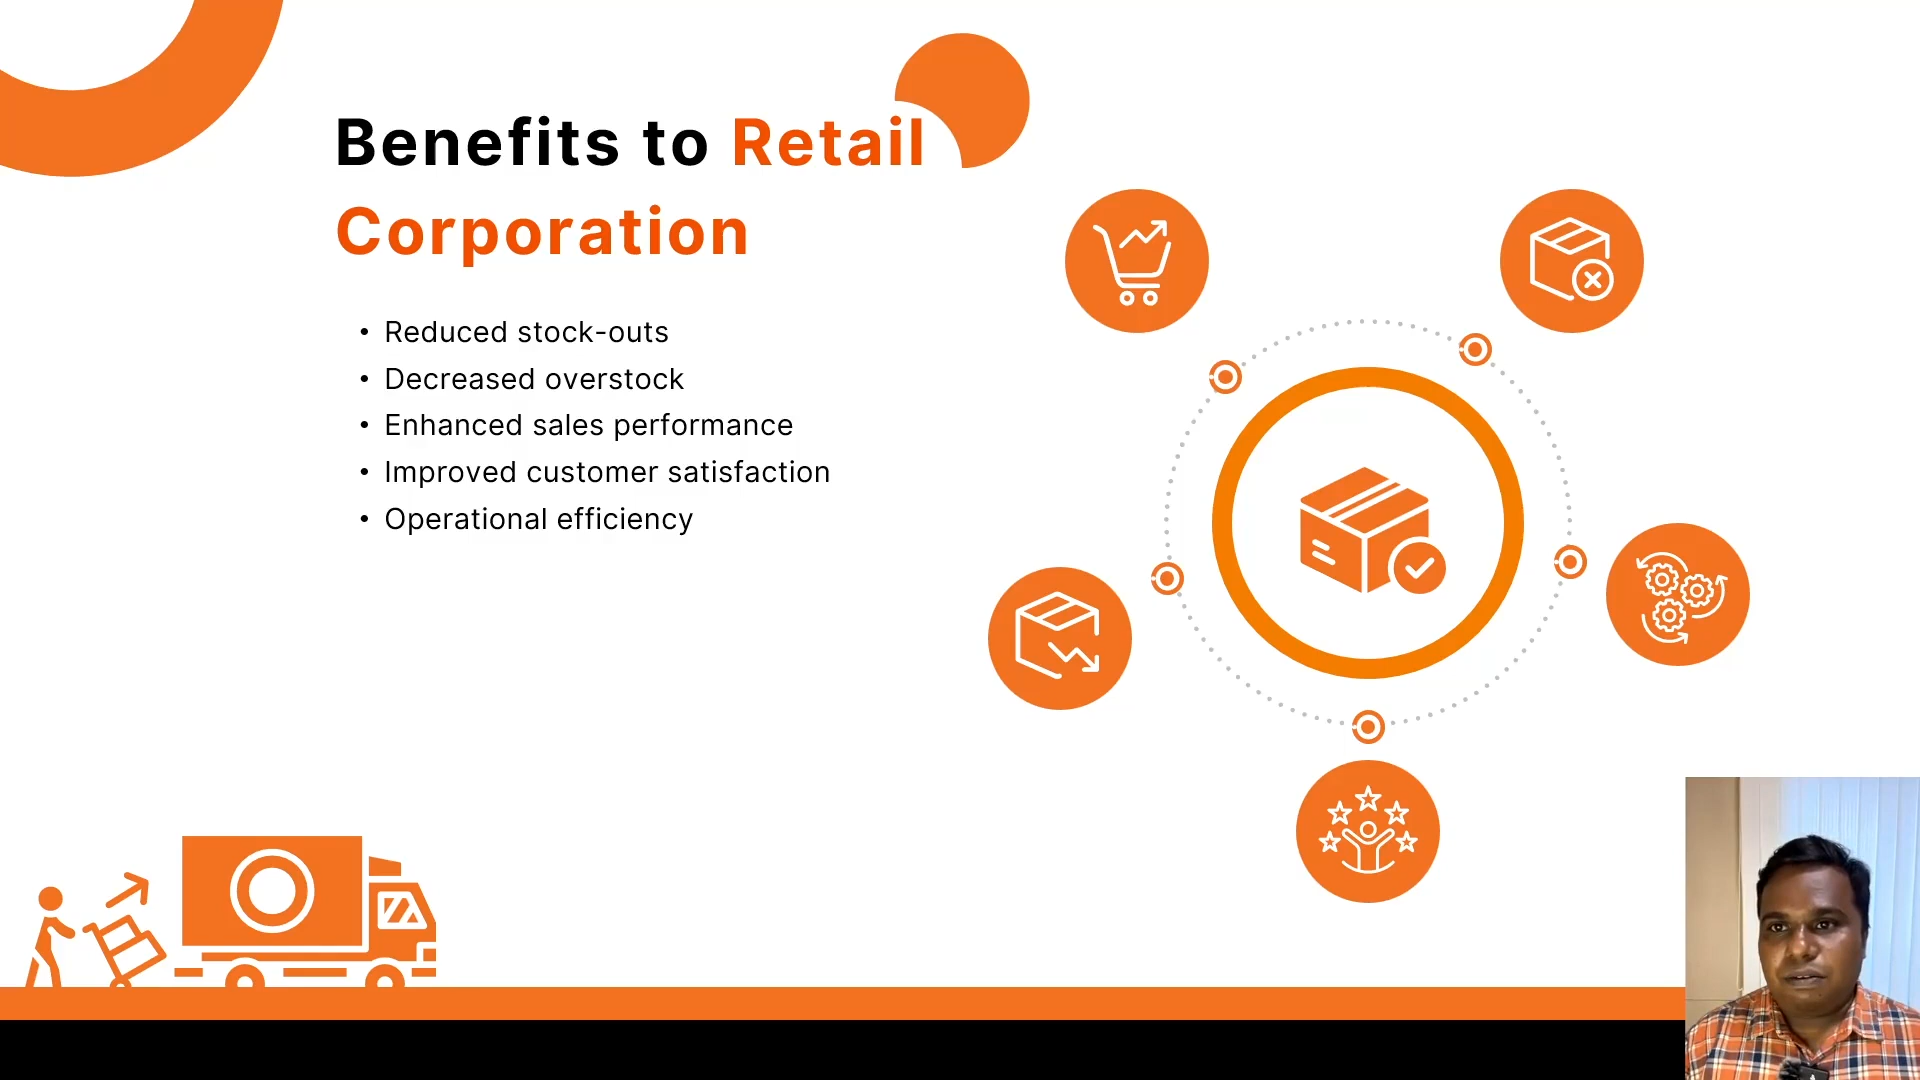 Benefits to Retail
Corporation
• Reduced stock-outs
• Decreased overstock
• Enhanced sales performance
• Improved customer satisfaction
• Operational efficiency